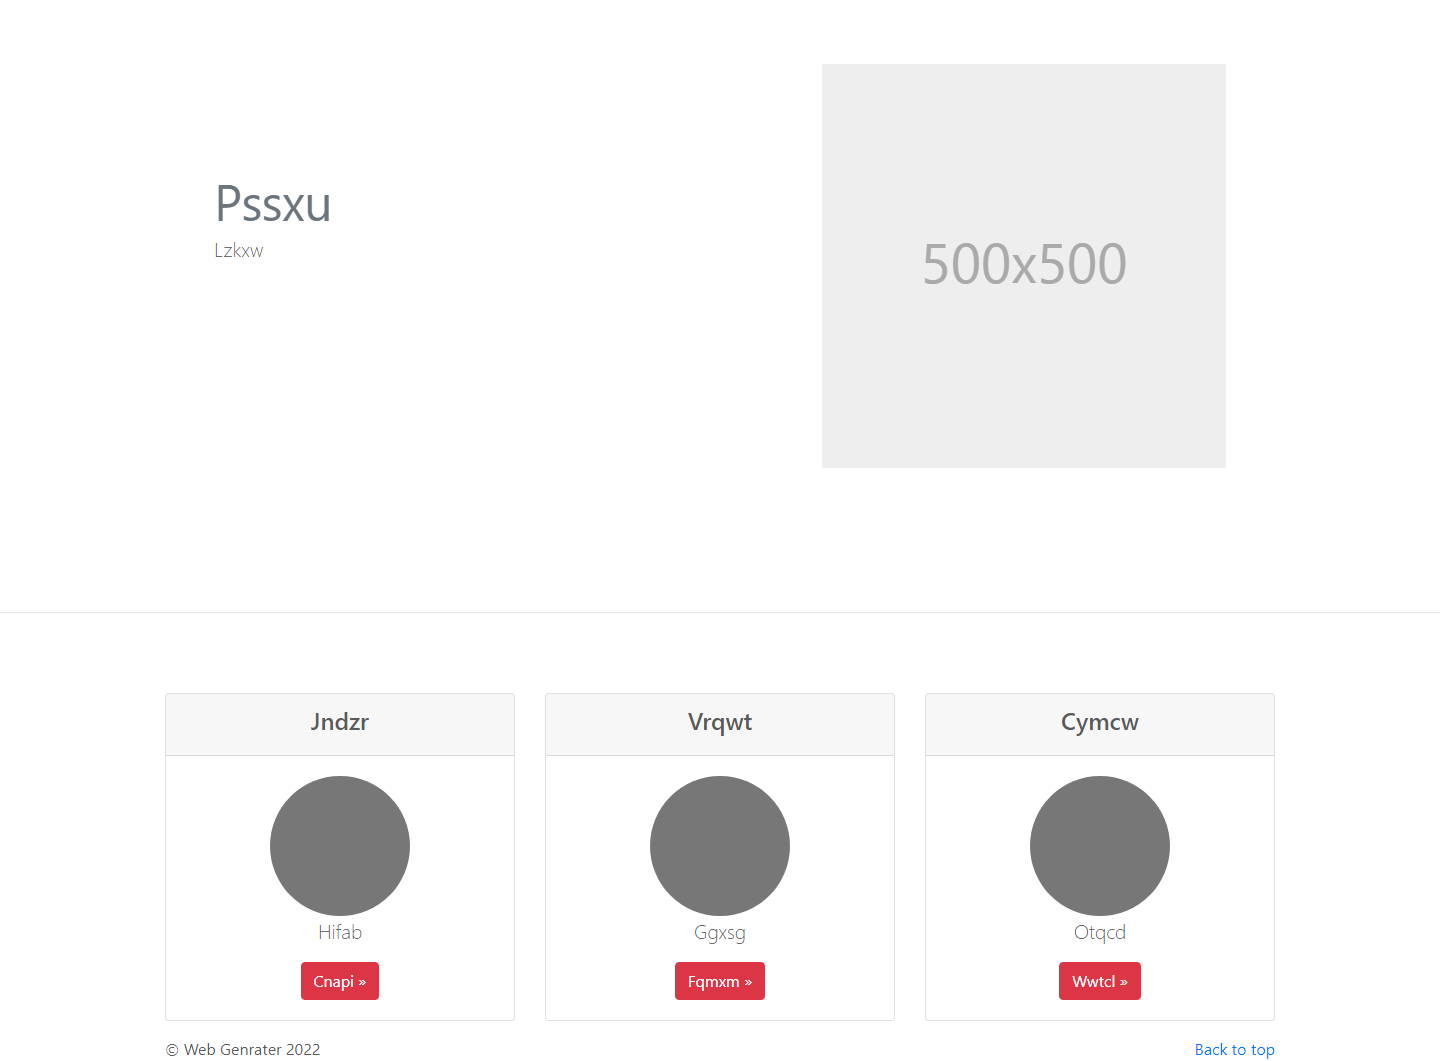 Pssxu
Lzkxw
500x500
Jndzr
Vrqwt
Cymcw
Hifab
Ggxsg
Otqcd
Cnapi »
Fqmxm »
Wwtcl »
© Web Genrater 2022
Back to top